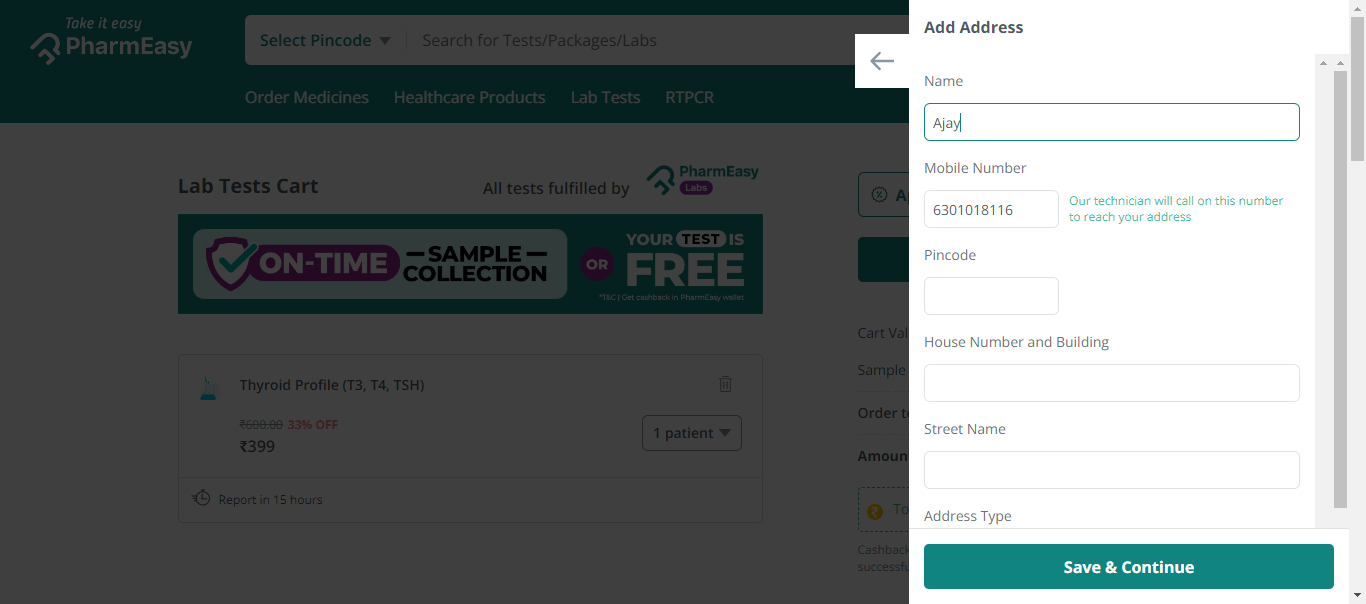 Take it easy
PharmEasy
Select Pincode
Search for Tests/Packages/Labs
Order Medicines
Healthcare Products
Lab Tests
RTPCR
Lab Tests Cart
All tests fulfilled by
PharmEasy
Labs
ON-TIME
SAMPLE
COLLECTION
OR
YOUR TEST IS
FREE
*T&C | Get cashback in PharmEasy wallet
Thyroid Profile (T3, T4, TSH)
₹600.00 33% OFF
₹399
1 patient
Report in 15 hours
Cart Val
Sample
Order to
Amoun
To
Cashback
successfu
Add Address
Name
Ajay
Mobile Number
6301018116
Our technician will call on this number
to reach your address
Pincode
House Number and Building
Street Name
Address Type
Save & Continue